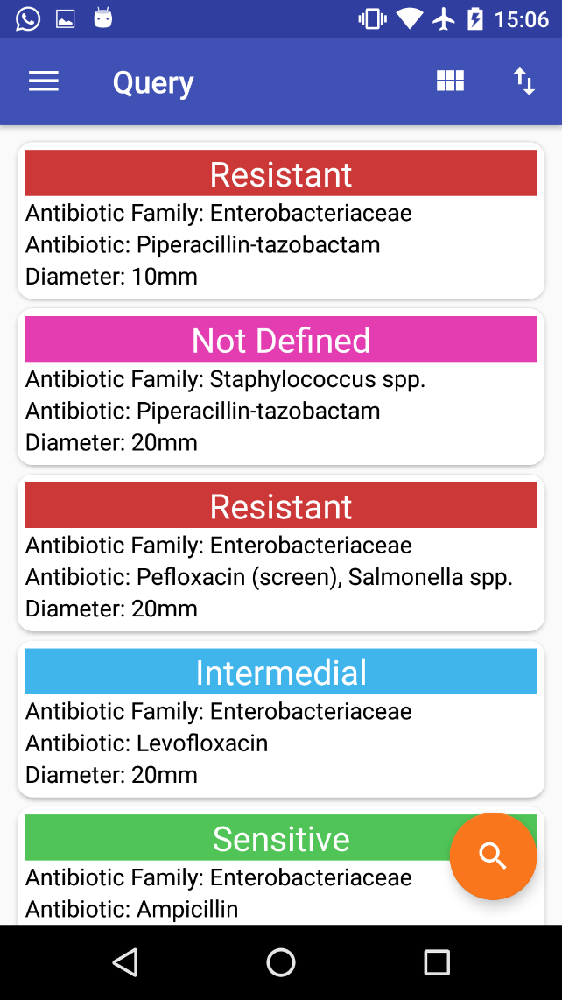 15:06
Query
Resistant
Antibiotic Family: Enterobacteriaceae
Antibiotic: Piperacillin-tazobactam
Diameter: 10mm
Not Defined
Antibiotic Family: Staphylococcus spp.
Antibiotic: Piperacillin-tazobactam
Diameter: 20mm
Resistant
Antibiotic Family: Enterobacteriaceae
Antibiotic: Pefloxacin (screen), Salmonella spp.
Diameter: 20mm
Intermedial
Antibiotic Family: Enterobacteriaceae
Antibiotic: Levofloxacin
Diameter: 20mm
Sensitive
Antibiotic Family: Enterobacteriaceae
Antibiotic: Ampicillin